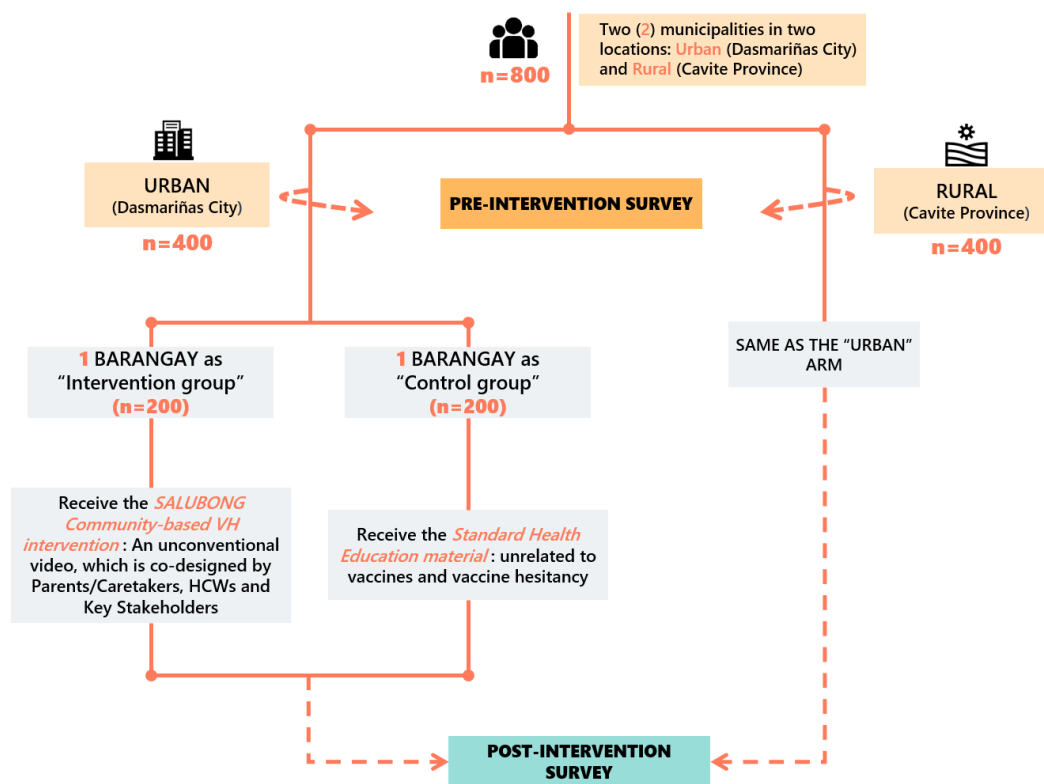 n=800
Two (2) municipalities in two
locations: Urban (Dasmariñas City)
and Rural (Cavite Province)
URBAN
(Dasmariñas City)
n=400
PRE-INTERVENTION SURVEY
RURAL
(Cavite Province)
n=400
1 BARANGAY as
“Intervention group”
(n=200)
1 BARANGAY as
“Control group”
(n=200)
SAME AS THE “URBAN”
ARM
Receive the SALUBONG
Community-based VH
intervention : An unconventional
video, which is co-designed by
Parents/Caretakers, HCWs and
Key Stakeholders
Receive the Standard Health
Education material : unrelated to
vaccines and vaccine hesitancy
POST-INTERVENTION
SURVEY